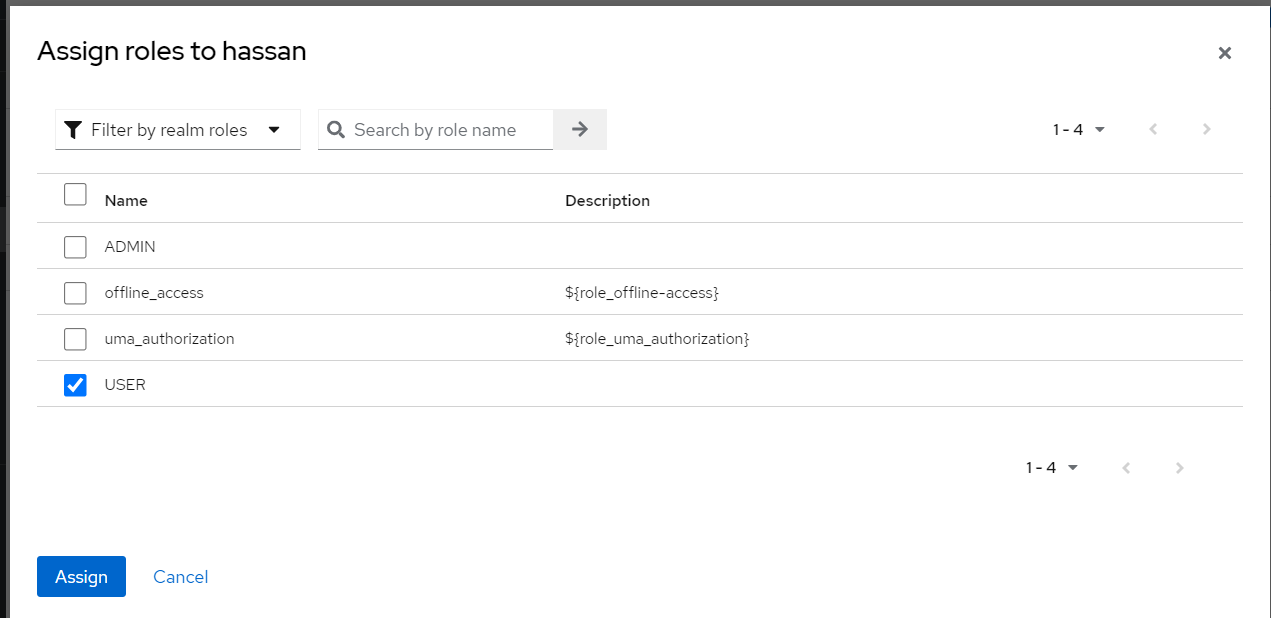 Assign roles to hassan
Filter by realm roles
Search by role name
1 - 4
Name Description
ADMIN
offline_access ${role_offline-access}
uma_authorization ${role_uma_authorization}
USER
1 - 4
Assign Cancel